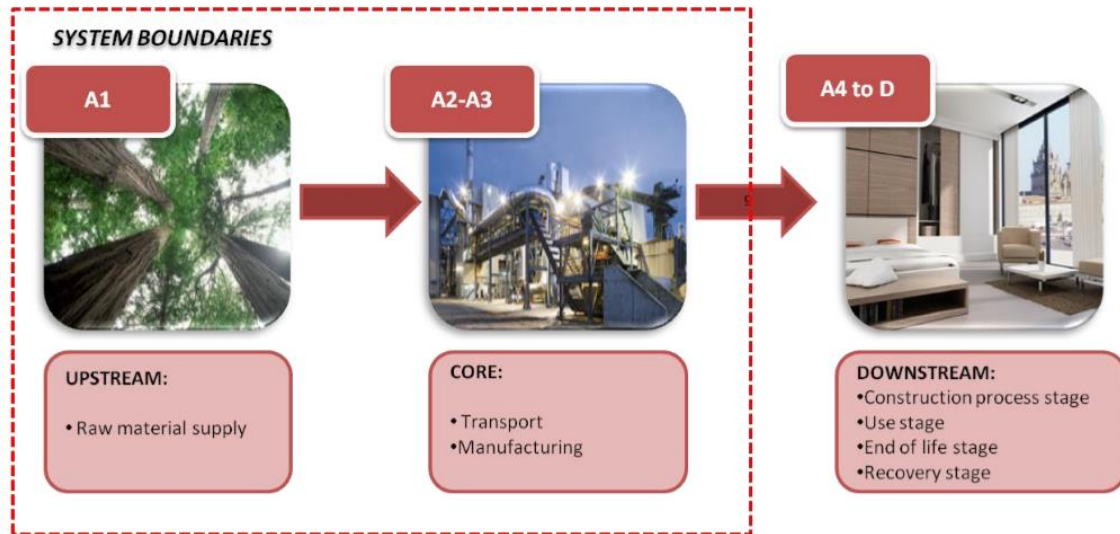 SYSTEM BOUNDARIES
A1
A2-A3
A4 to D
UPSTREAM:
• Raw material supply
CORE:
• Transport
•Manufacturing
DOWNSTREAM:
•Construction process stage
•Use stage
•End of life stage
•Recovery stage